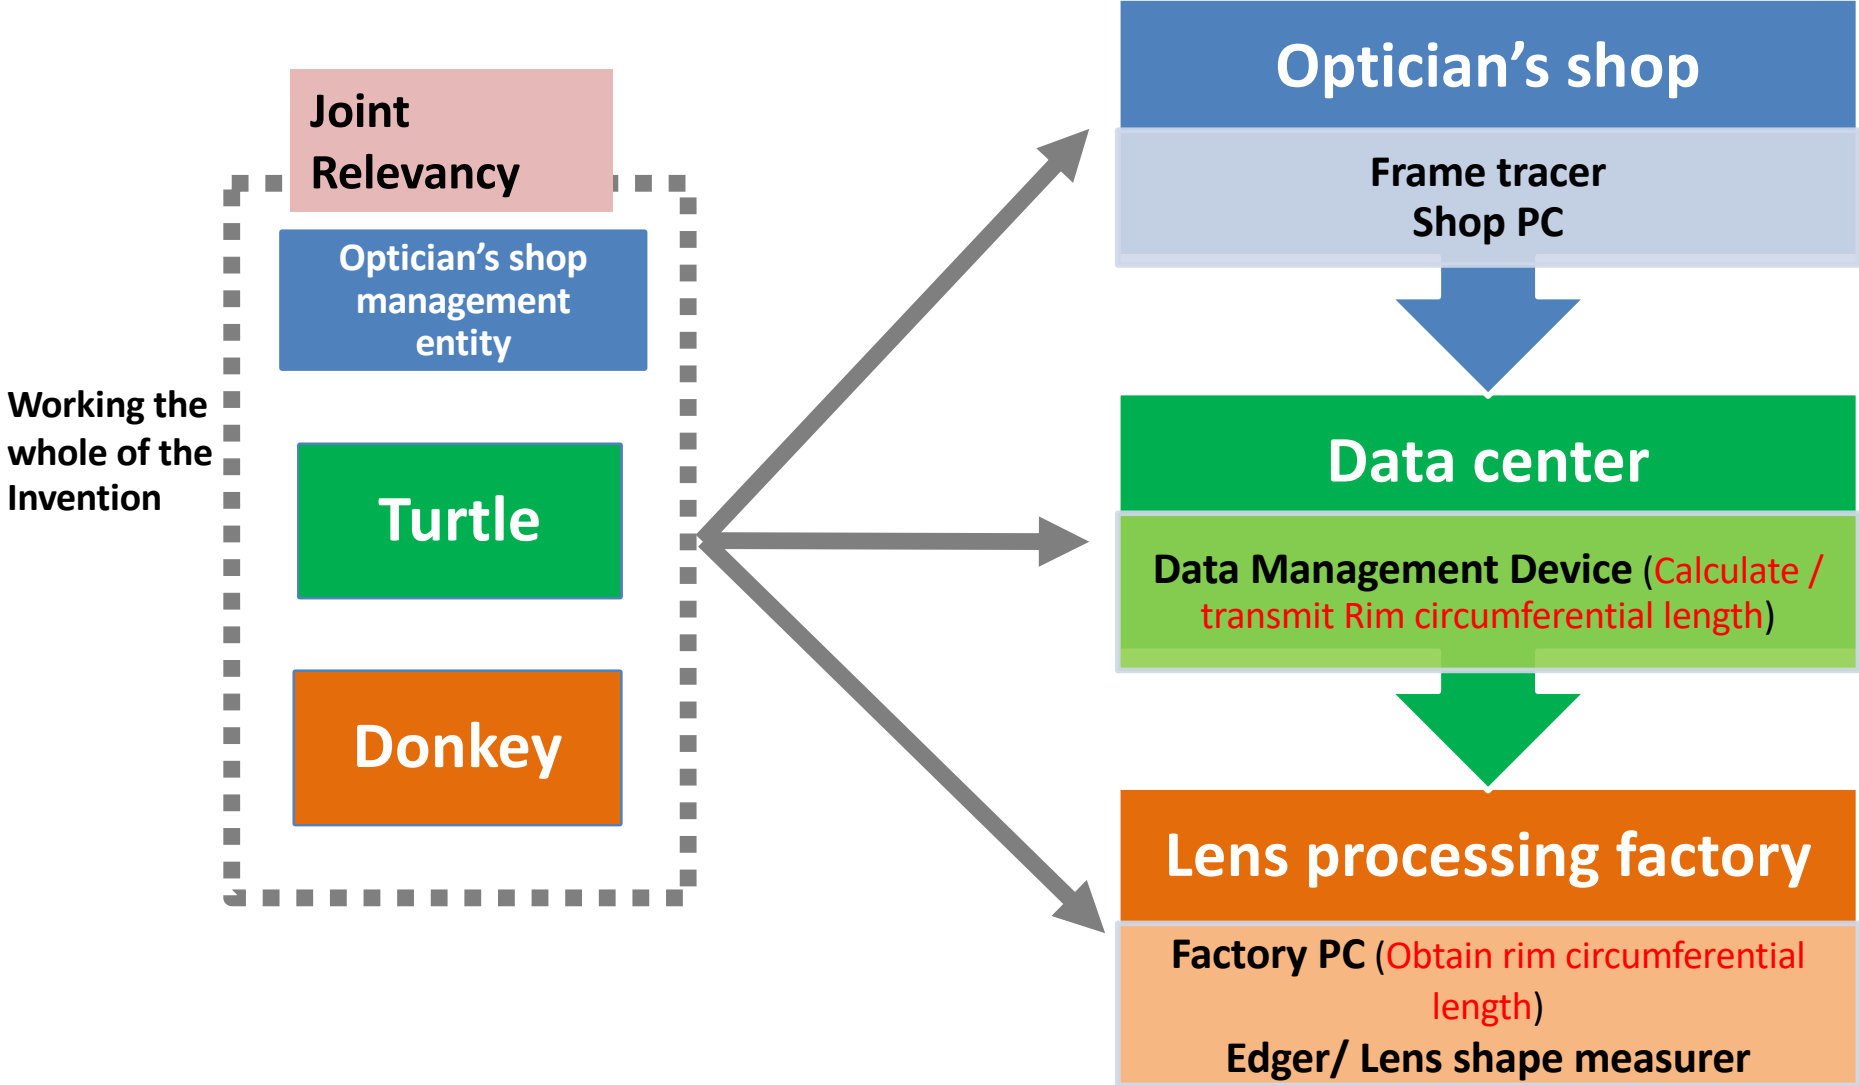 Joint
Relevancy
Optician’s shop
management
entity
Working the
whole of the
Invention
Turtle
Donkey
Optician’s shop
Frame tracer
Shop PC
Data center
Data Management Device (Calculate /
transmit Rim circumferential length)
Lens processing factory
Factory PC (Obtain rim circumferential
length)
Edger/ Lens shape measurer